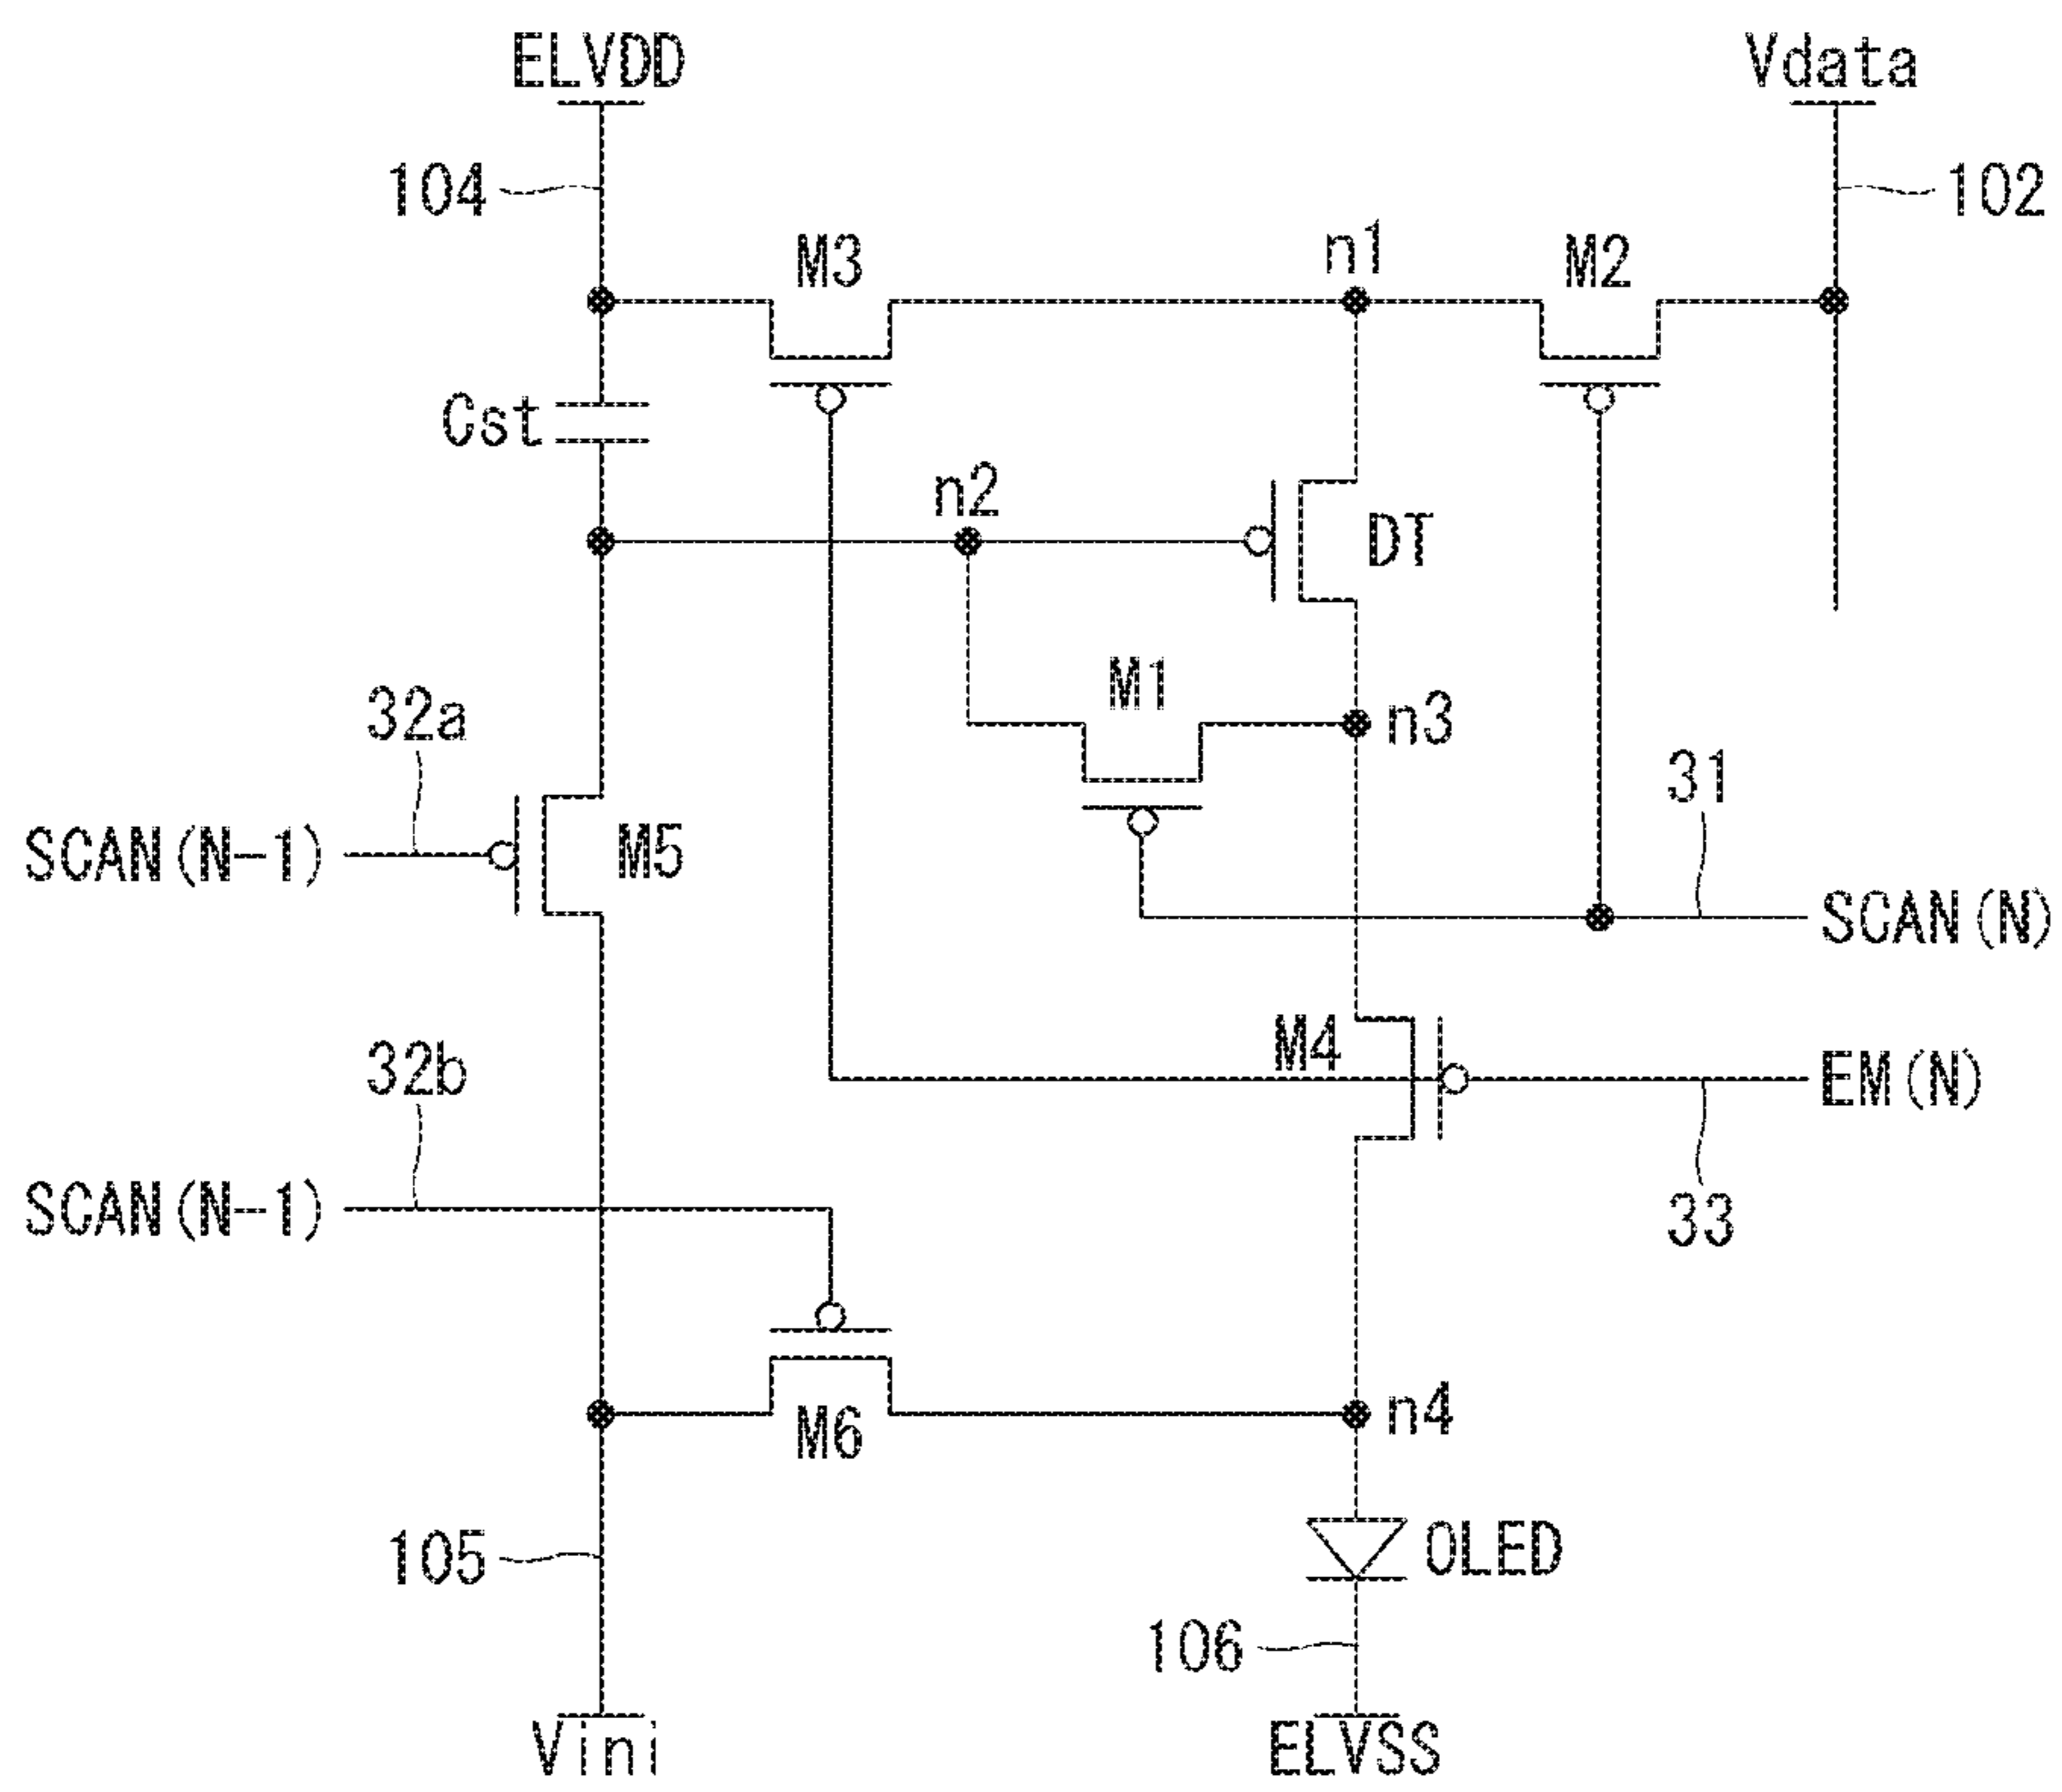 ELVDD
Vdata
104
102
M3
n1
M2
Cst
n2
DT
M1
32a
n3
31
SCAN(N-1)
M5
SCAN(N)
M4
32b
EM(N)
SCAN(N-1)
33
M6
n4
105
OLED
106
Vini
ELVSS